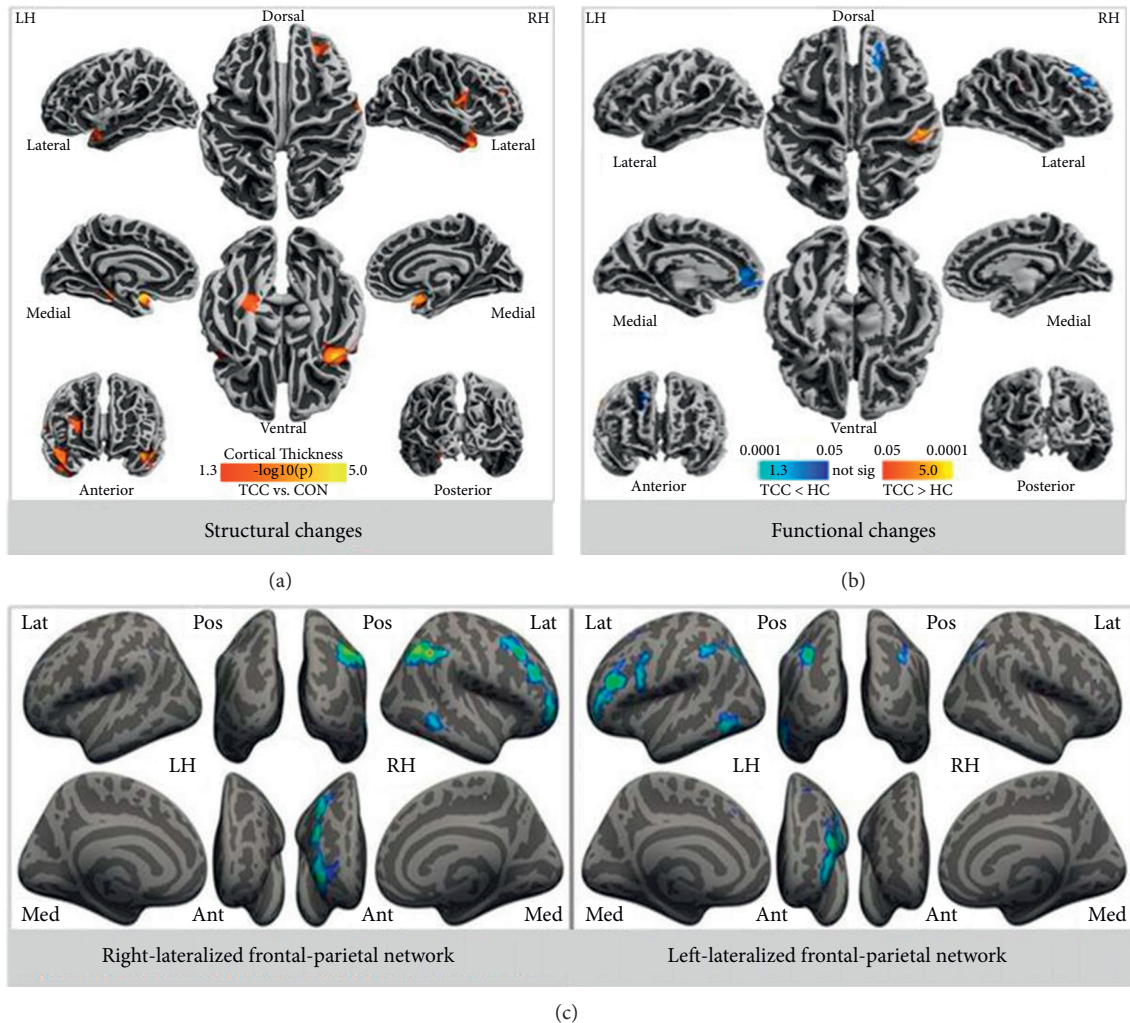 LH Dorsal RH
Lateral Lateral
Medial Medial
Ventral
Cortical Thickness
1.3 -log10(p) 5.0
TCC vs. CON
Anterior Posterior
Structural changes
(a)
LH Dorsal RH
Lateral Lateral
Medial Medial
Ventral
0.0001 0.05 0.05 0.0001
1.3 not sig 5.0
TCC < HC TCC > HC
Anterior Posterior
Functional changes
(b)
Lat Pos Pos Lat
LH RH
Med Ant Ant Med
Right-lateralized frontal-parietal network
Lat Pos Pos Lat
LH RH
Med Ant Ant Med
Left-lateralized frontal-parietal network
(c)